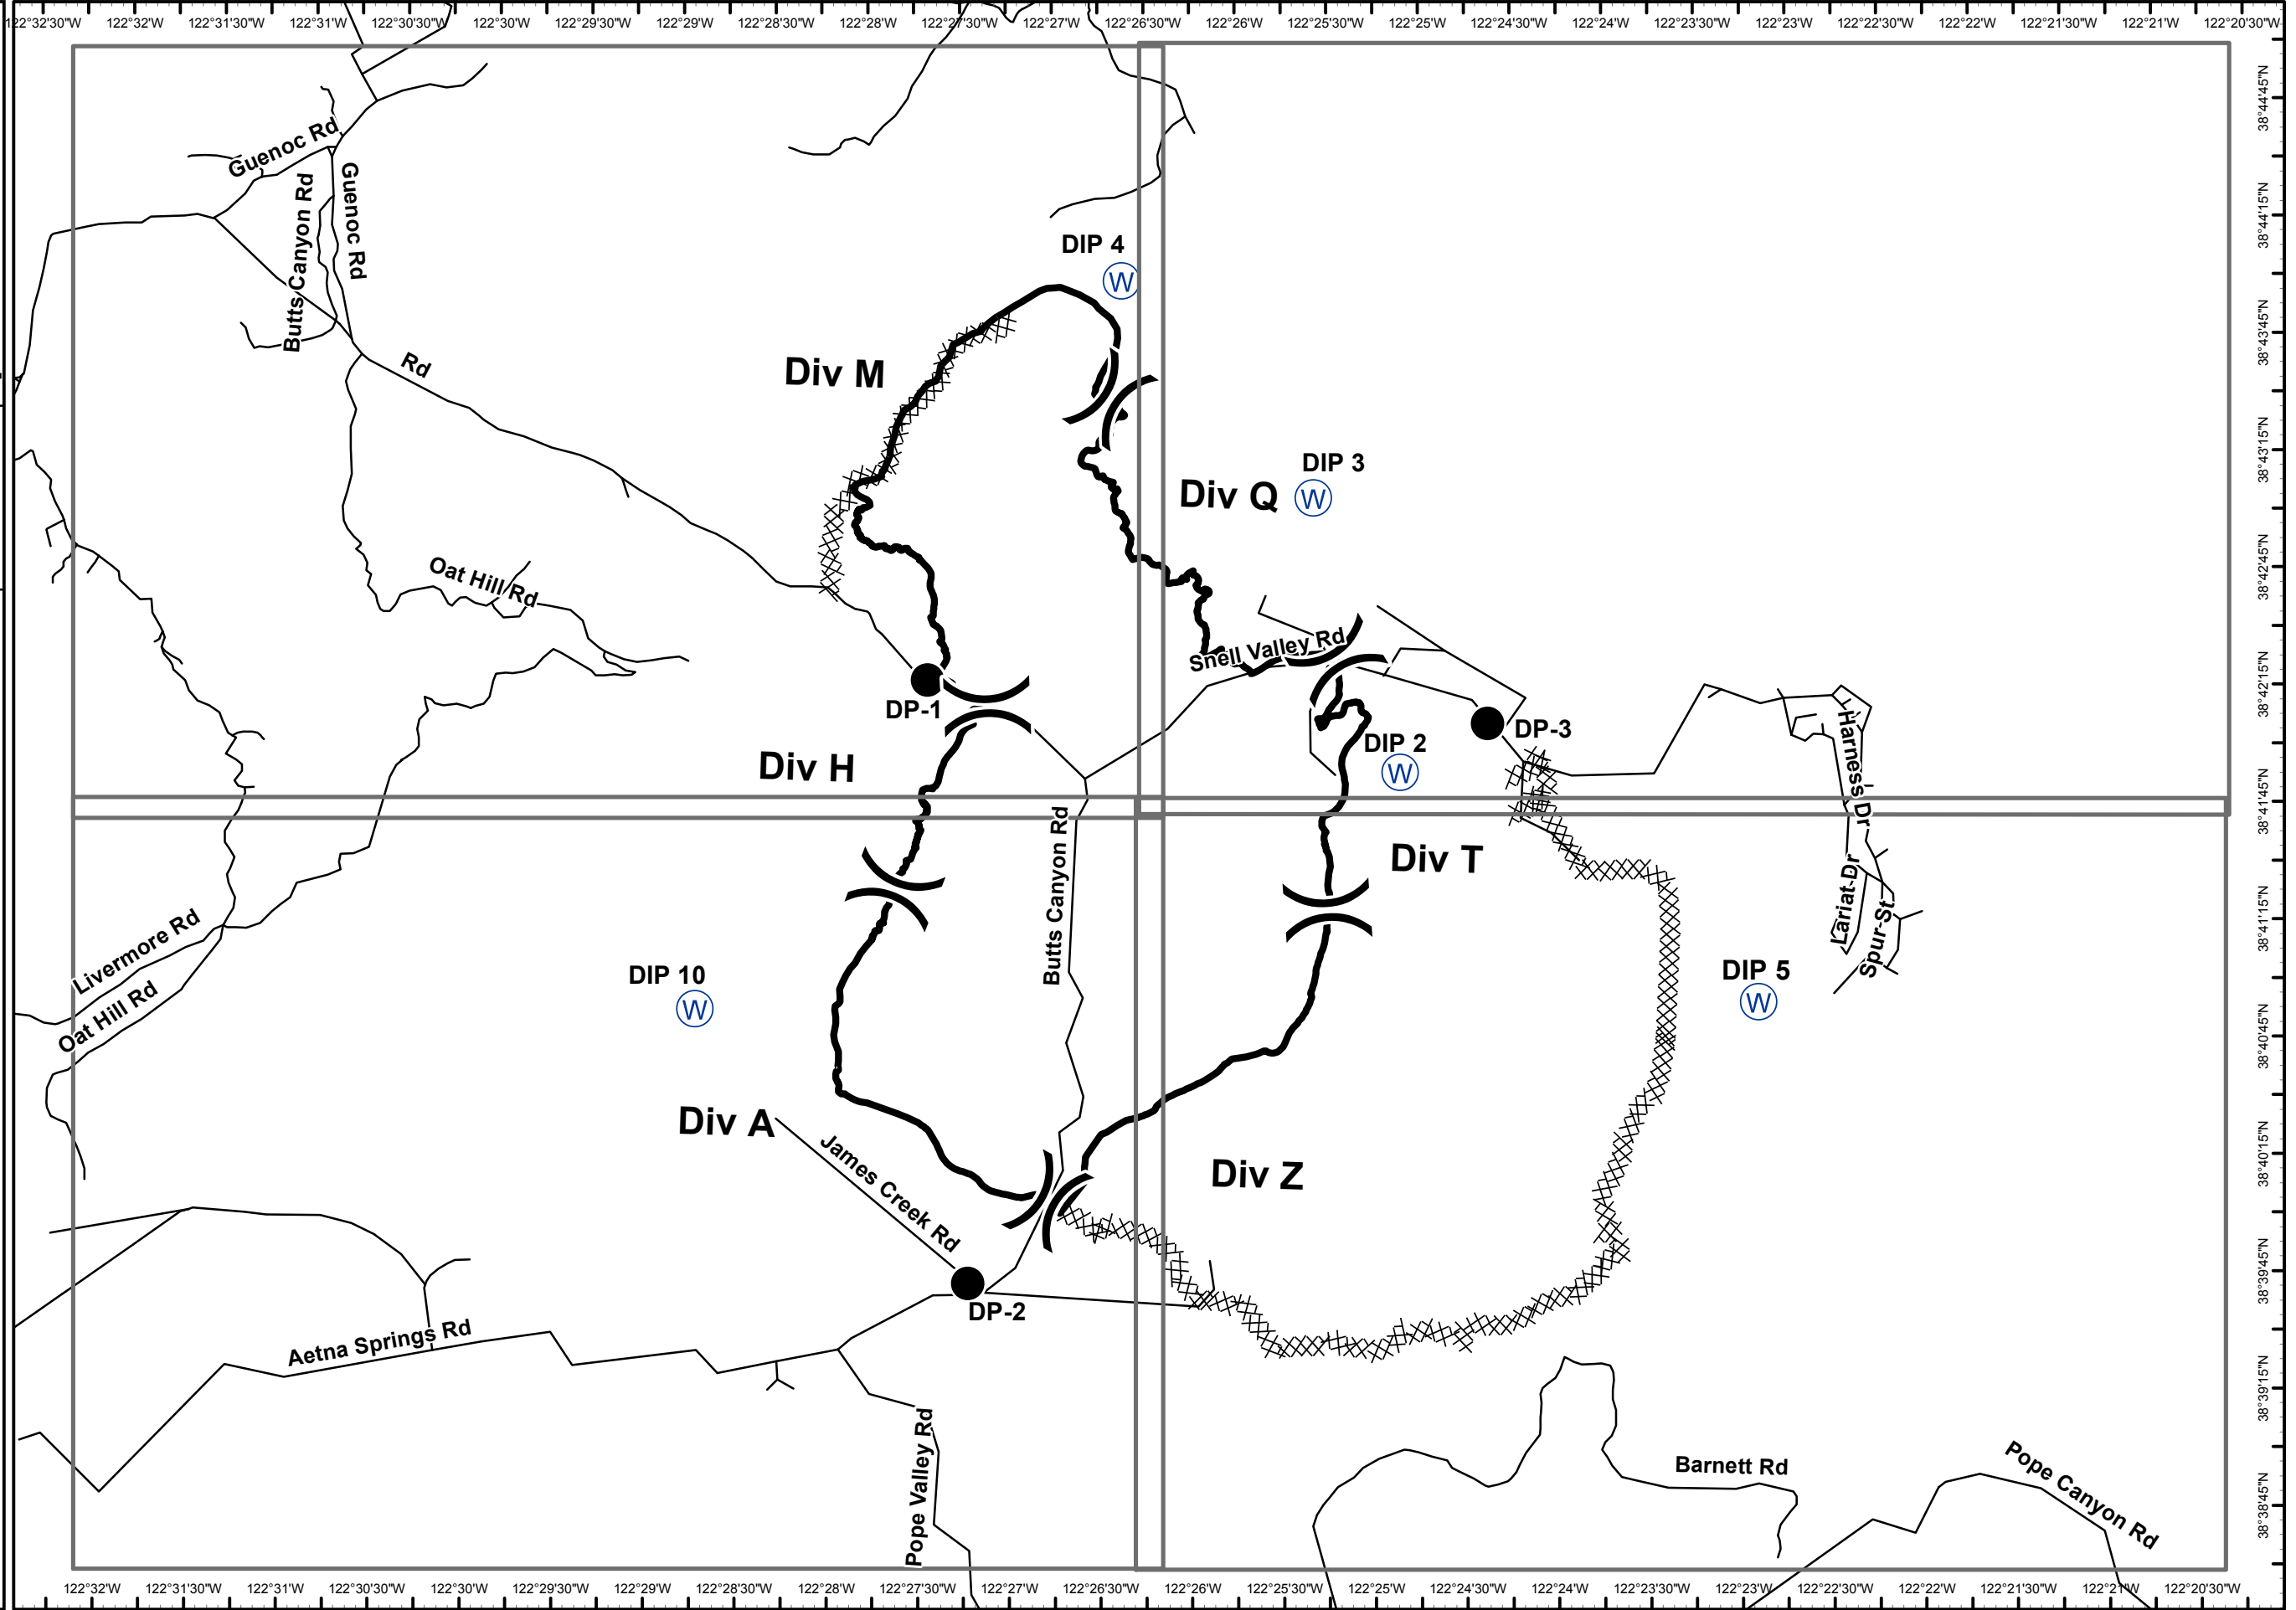 122°32'30"W 122°32'W 122°31'30"W 122°31'W 122°30'30"W 122°30'W 122°29'30"W 122°29'W 122°28'30"W 122°28'W 122°27'30"W 122°27'W 122°26'30"W 122°26'W 122°25'30"W 122°25'W 122°24'30"W 122°24'W 122°23'30"W 122°23'W 122°22'30"W 122°22'W 122°21'30"W 122°21'W 122°20'30"W
38°44'45"N
Guenoc Rd
Guenoc Rd
Butts Canyon Rd
38°44'15"N
DIP 4
W
38°43'45"N
Rd
Div M
38°43'15"N
DIP 3
Div Q
W
38°42'45"N
Oat Hill Rd
Snell Valley Rd
38°42'15"N
DP-1
DP-3
Harness Dr
DIP 2
W
Div H
38°41'45"N
Butts Canyon Rd
Div T
Lariat Dr
Spur St
38°41'15"N
Livermore Rd
Oat Hill Rd
DIP 10
W
DIP 5
W
38°40'45"N
Div A
James Creek Rd
Div Z
38°40'15"N
38°39'45"N
DP-2
Aetna Springs Rd
38°39'15"N
Pope Valley Rd
Barnett Rd
Pope Canyon Rd
38°38'45"N
122°32'W 122°31'30"W 122°31'W 122°30'30"W 122°30'W 122°29'30"W 122°29'W 122°28'30"W 122°28'W 122°27'30"W 122°27'W 122°26'30"W 122°26'W 122°25'30"W 122°25'W 122°24'30"W 122°24'W 122°23'30"W 122°23'W 122°22'30"W 122°22'W 122°21'W 122°20'30"W